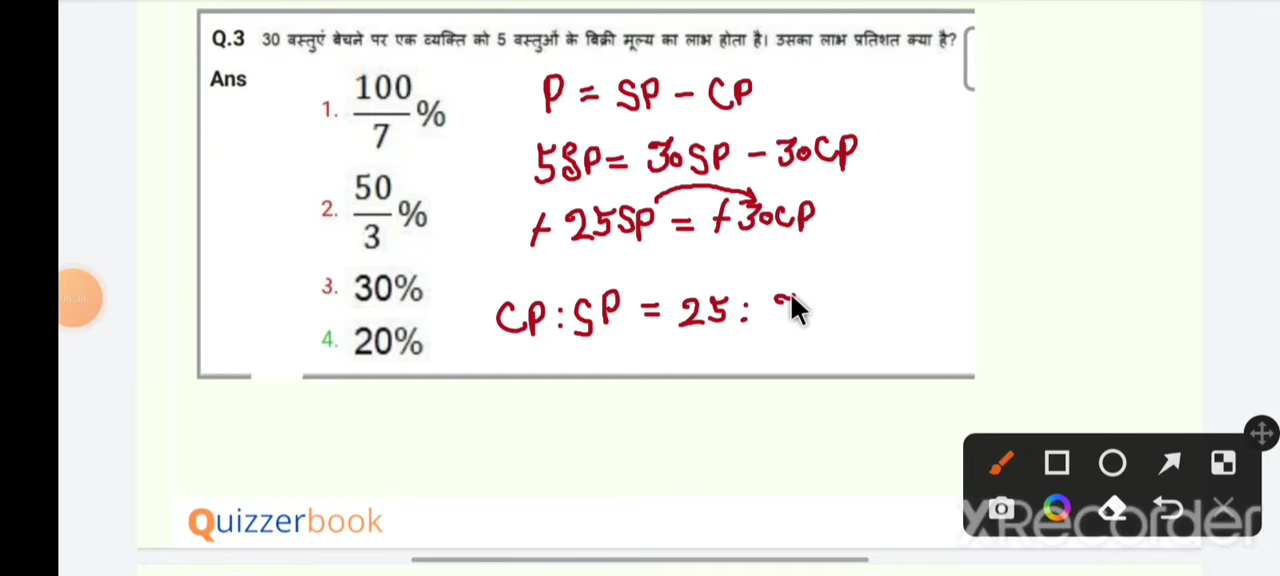 Q.3 30 वस्तुएं बेचने पर एक व्यक्ति को 5 वस्तुओं के बिक्री मूल्य का लाभ होता है। उसका लाभ प्रतिशत क्या है?
Ans
1. 100/7 %
2. 50/3 %
3. 30%
4. 20%
P = SP - CP
5SP = 30SP - 30CP
+ 25SP = + 30CP
CP : SP = 25 :
Quizzerbook
XRecorder